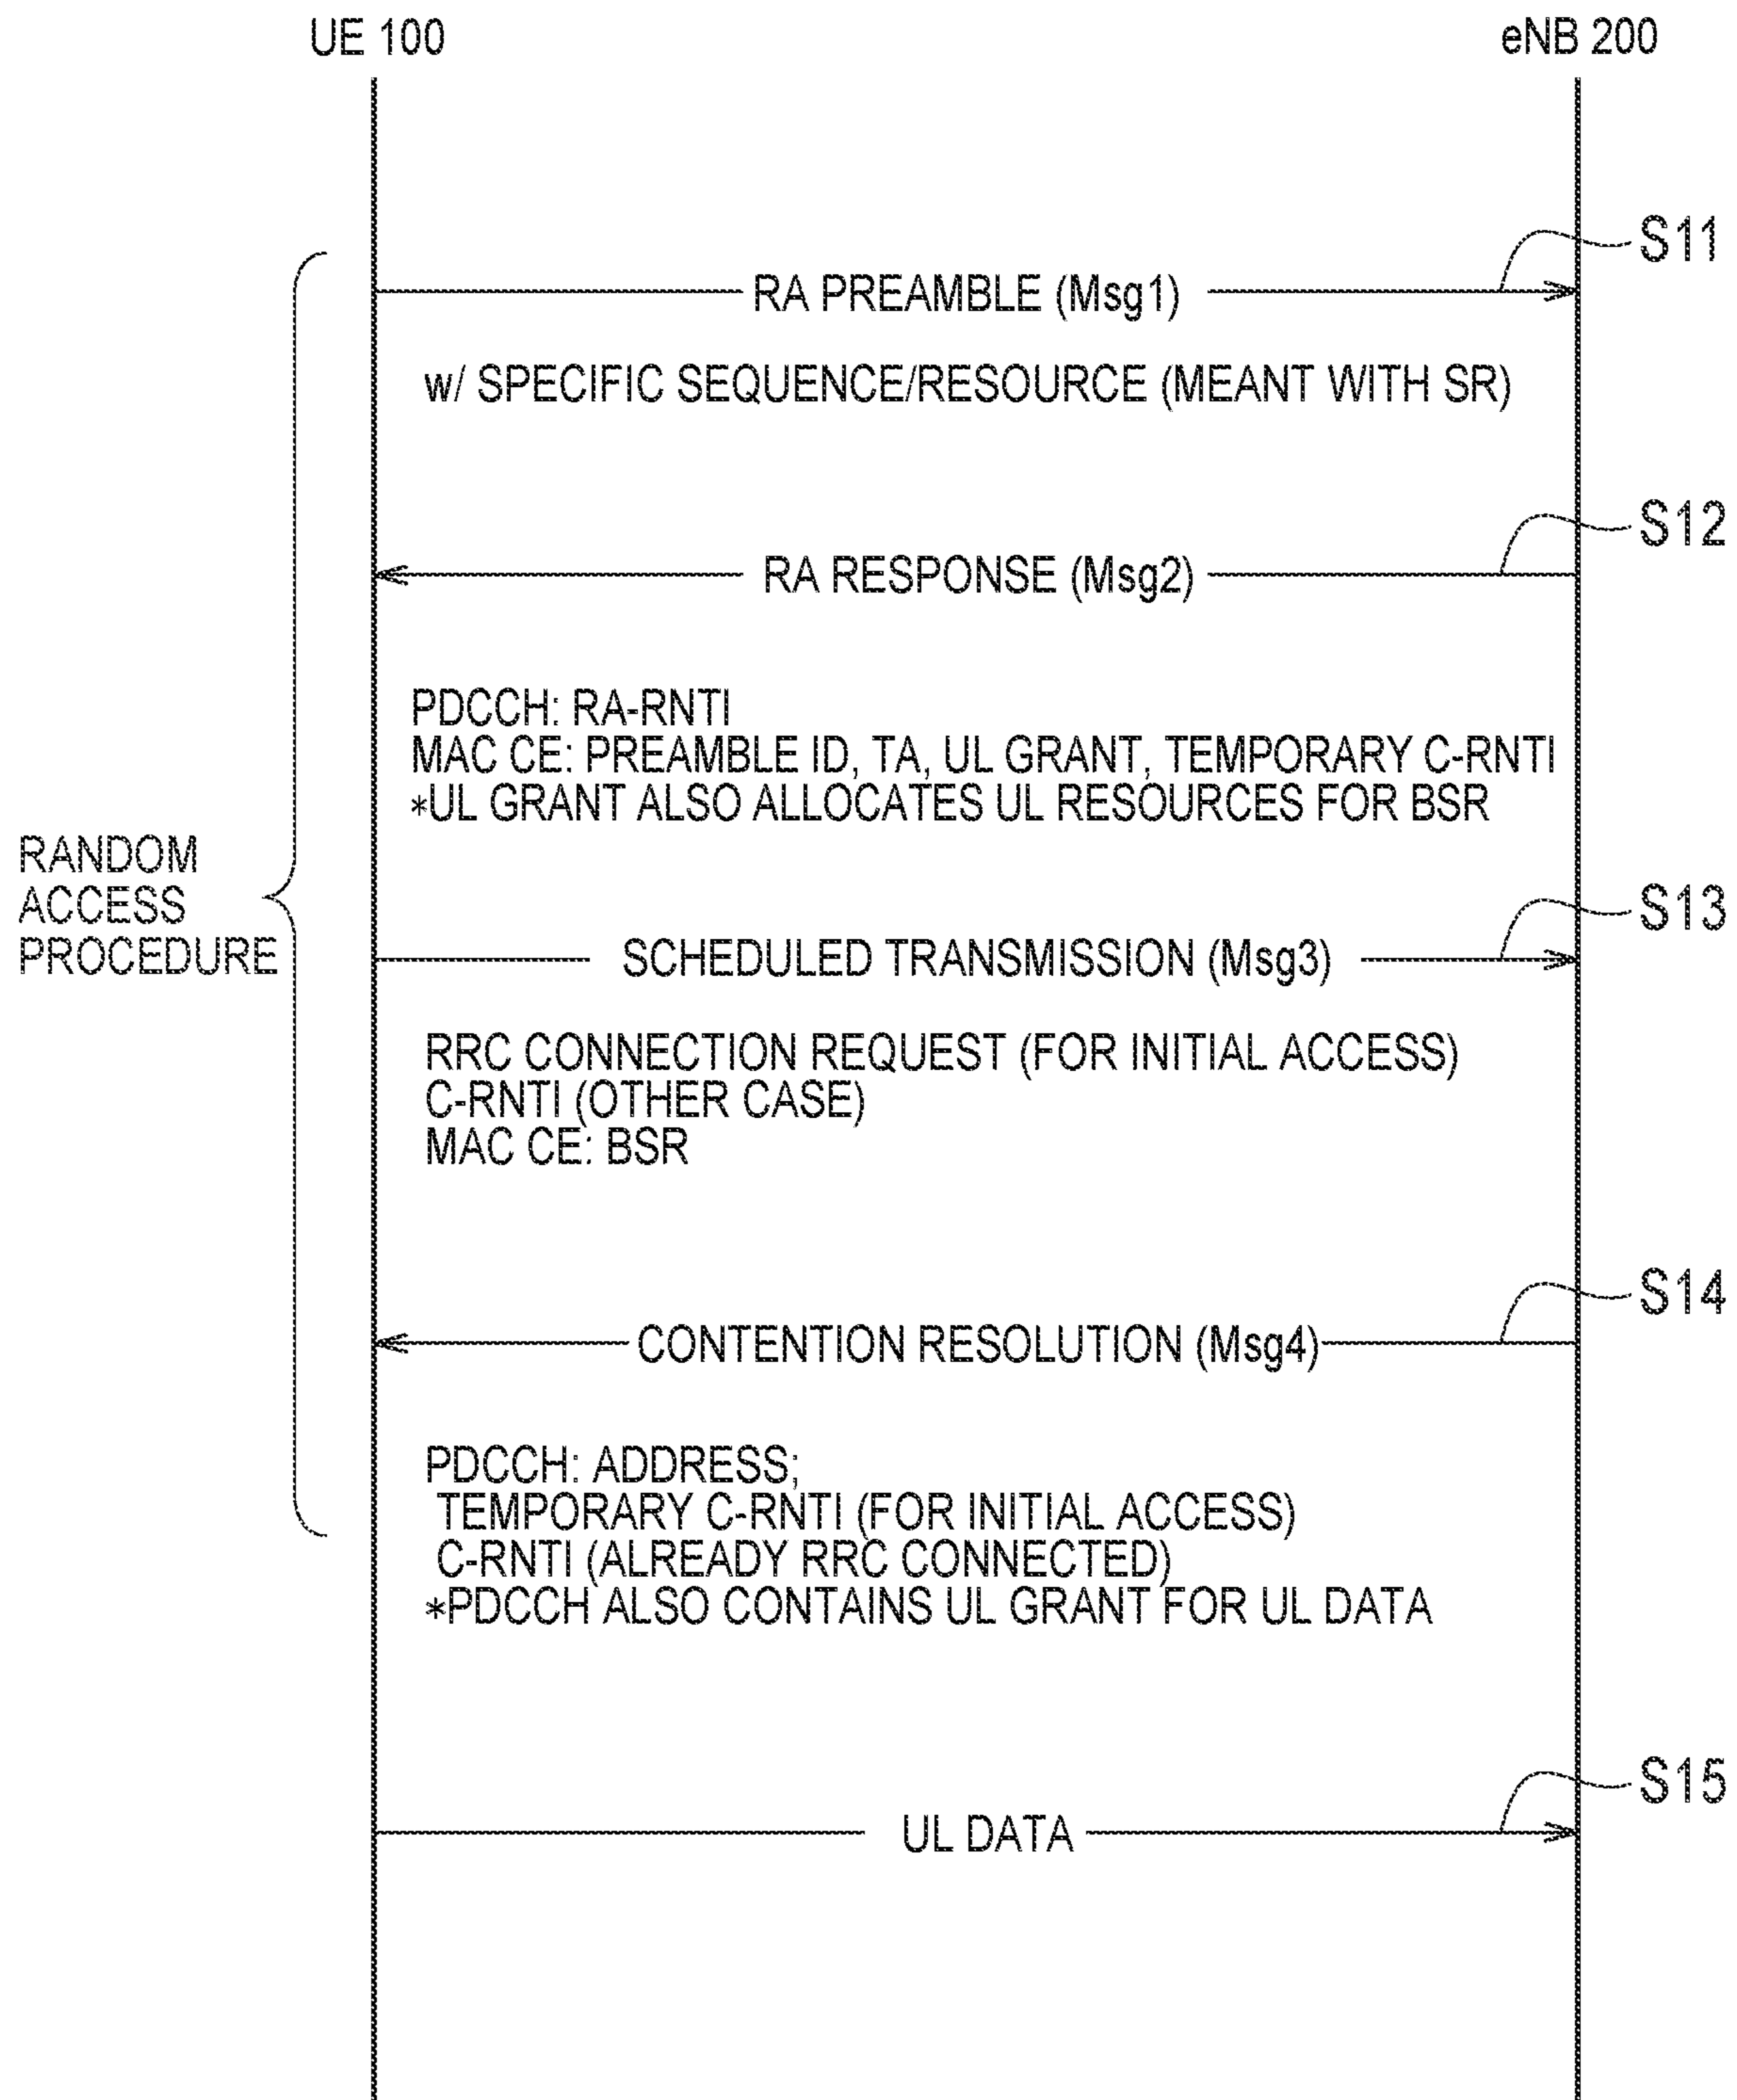 UE 100
eNB 200
S11
RA PREAMBLE (Msg1)
w/ SPECIFIC SEQUENCE/RESOURCE (MEANT WITH SR)
S12
RA RESPONSE (Msg2)
PDCCH: RA-RNTI
MAC CE: PREAMBLE ID, TA, UL GRANT, TEMPORARY C-RNTI
*UL GRANT ALSO ALLOCATES UL RESOURCES FOR BSR
RANDOM
ACCESS
PROCEDURE
S13
SCHEDULED TRANSMISSION (Msg3)
RRC CONNECTION REQUEST (FOR INITIAL ACCESS)
C-RNTI (OTHER CASE)
MAC CE: BSR
S14
CONTENTION RESOLUTION (Msg4)
PDCCH: ADDRESS;
TEMPORARY C-RNTI (FOR INITIAL ACCESS)
C-RNTI (ALREADY RRC CONNECTED)
*PDCCH ALSO CONTAINS UL GRANT FOR UL DATA
S15
UL DATA